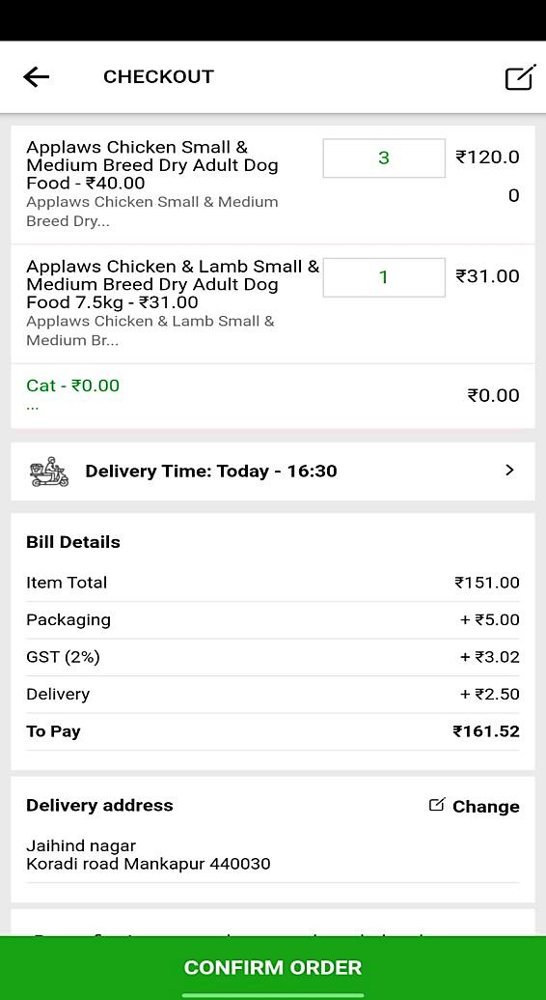 CHECKOUT
Applaws Chicken Small &
Medium Breed Dry Adult Dog
Food - ₹40.00
Applaws Chicken Small & Medium
Breed Dry...
3
₹120.0
0
Applaws Chicken & Lamb Small &
Medium Breed Dry Adult Dog
Food 7.5kg - ₹31.00
Applaws Chicken & Lamb Small &
Medium Br...
1
₹31.00
Cat - ₹0.00
...
₹0.00
Delivery Time: Today - 16:30
Bill Details
Item Total ₹151.00
Packaging + ₹5.00
GST (2%) + ₹3.02
Delivery + ₹2.50
To Pay ₹161.52
Delivery address Change
Jaihind nagar
Koradi road Mankapur 440030
CONFIRM ORDER